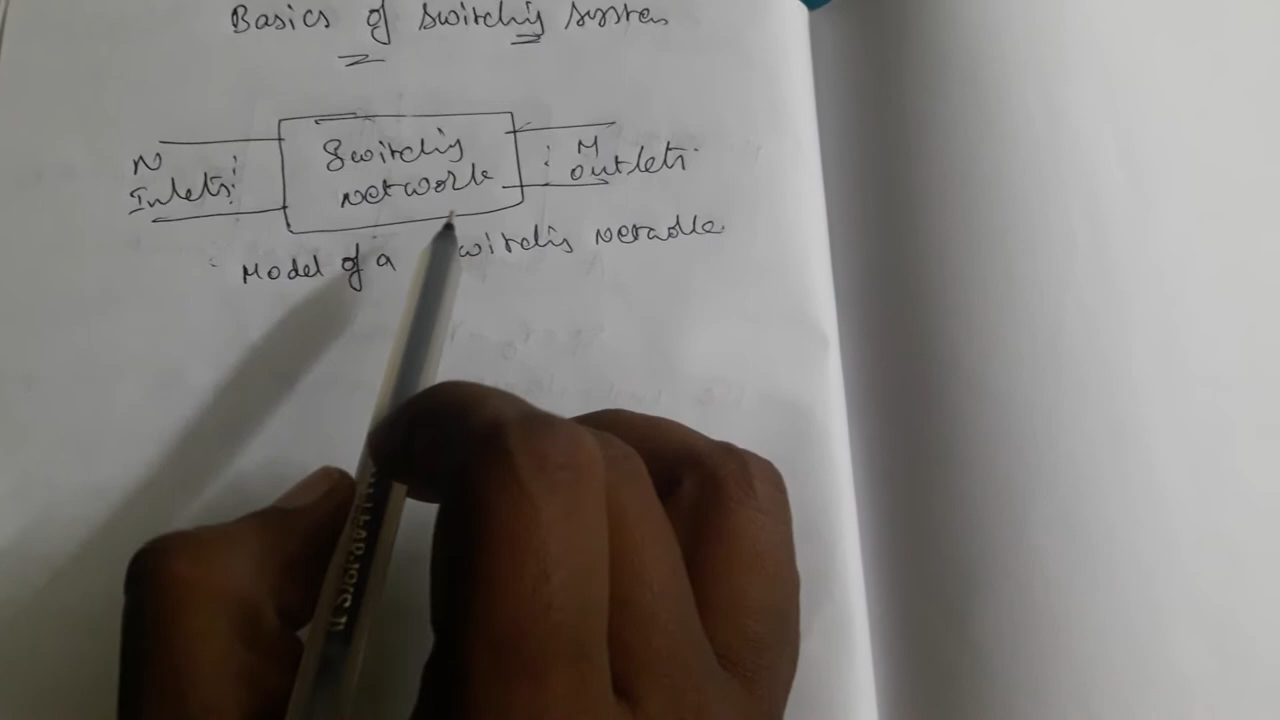 Basics of Switching System
N
Inlets
Switching
network
M
outlets
Model of a switching network